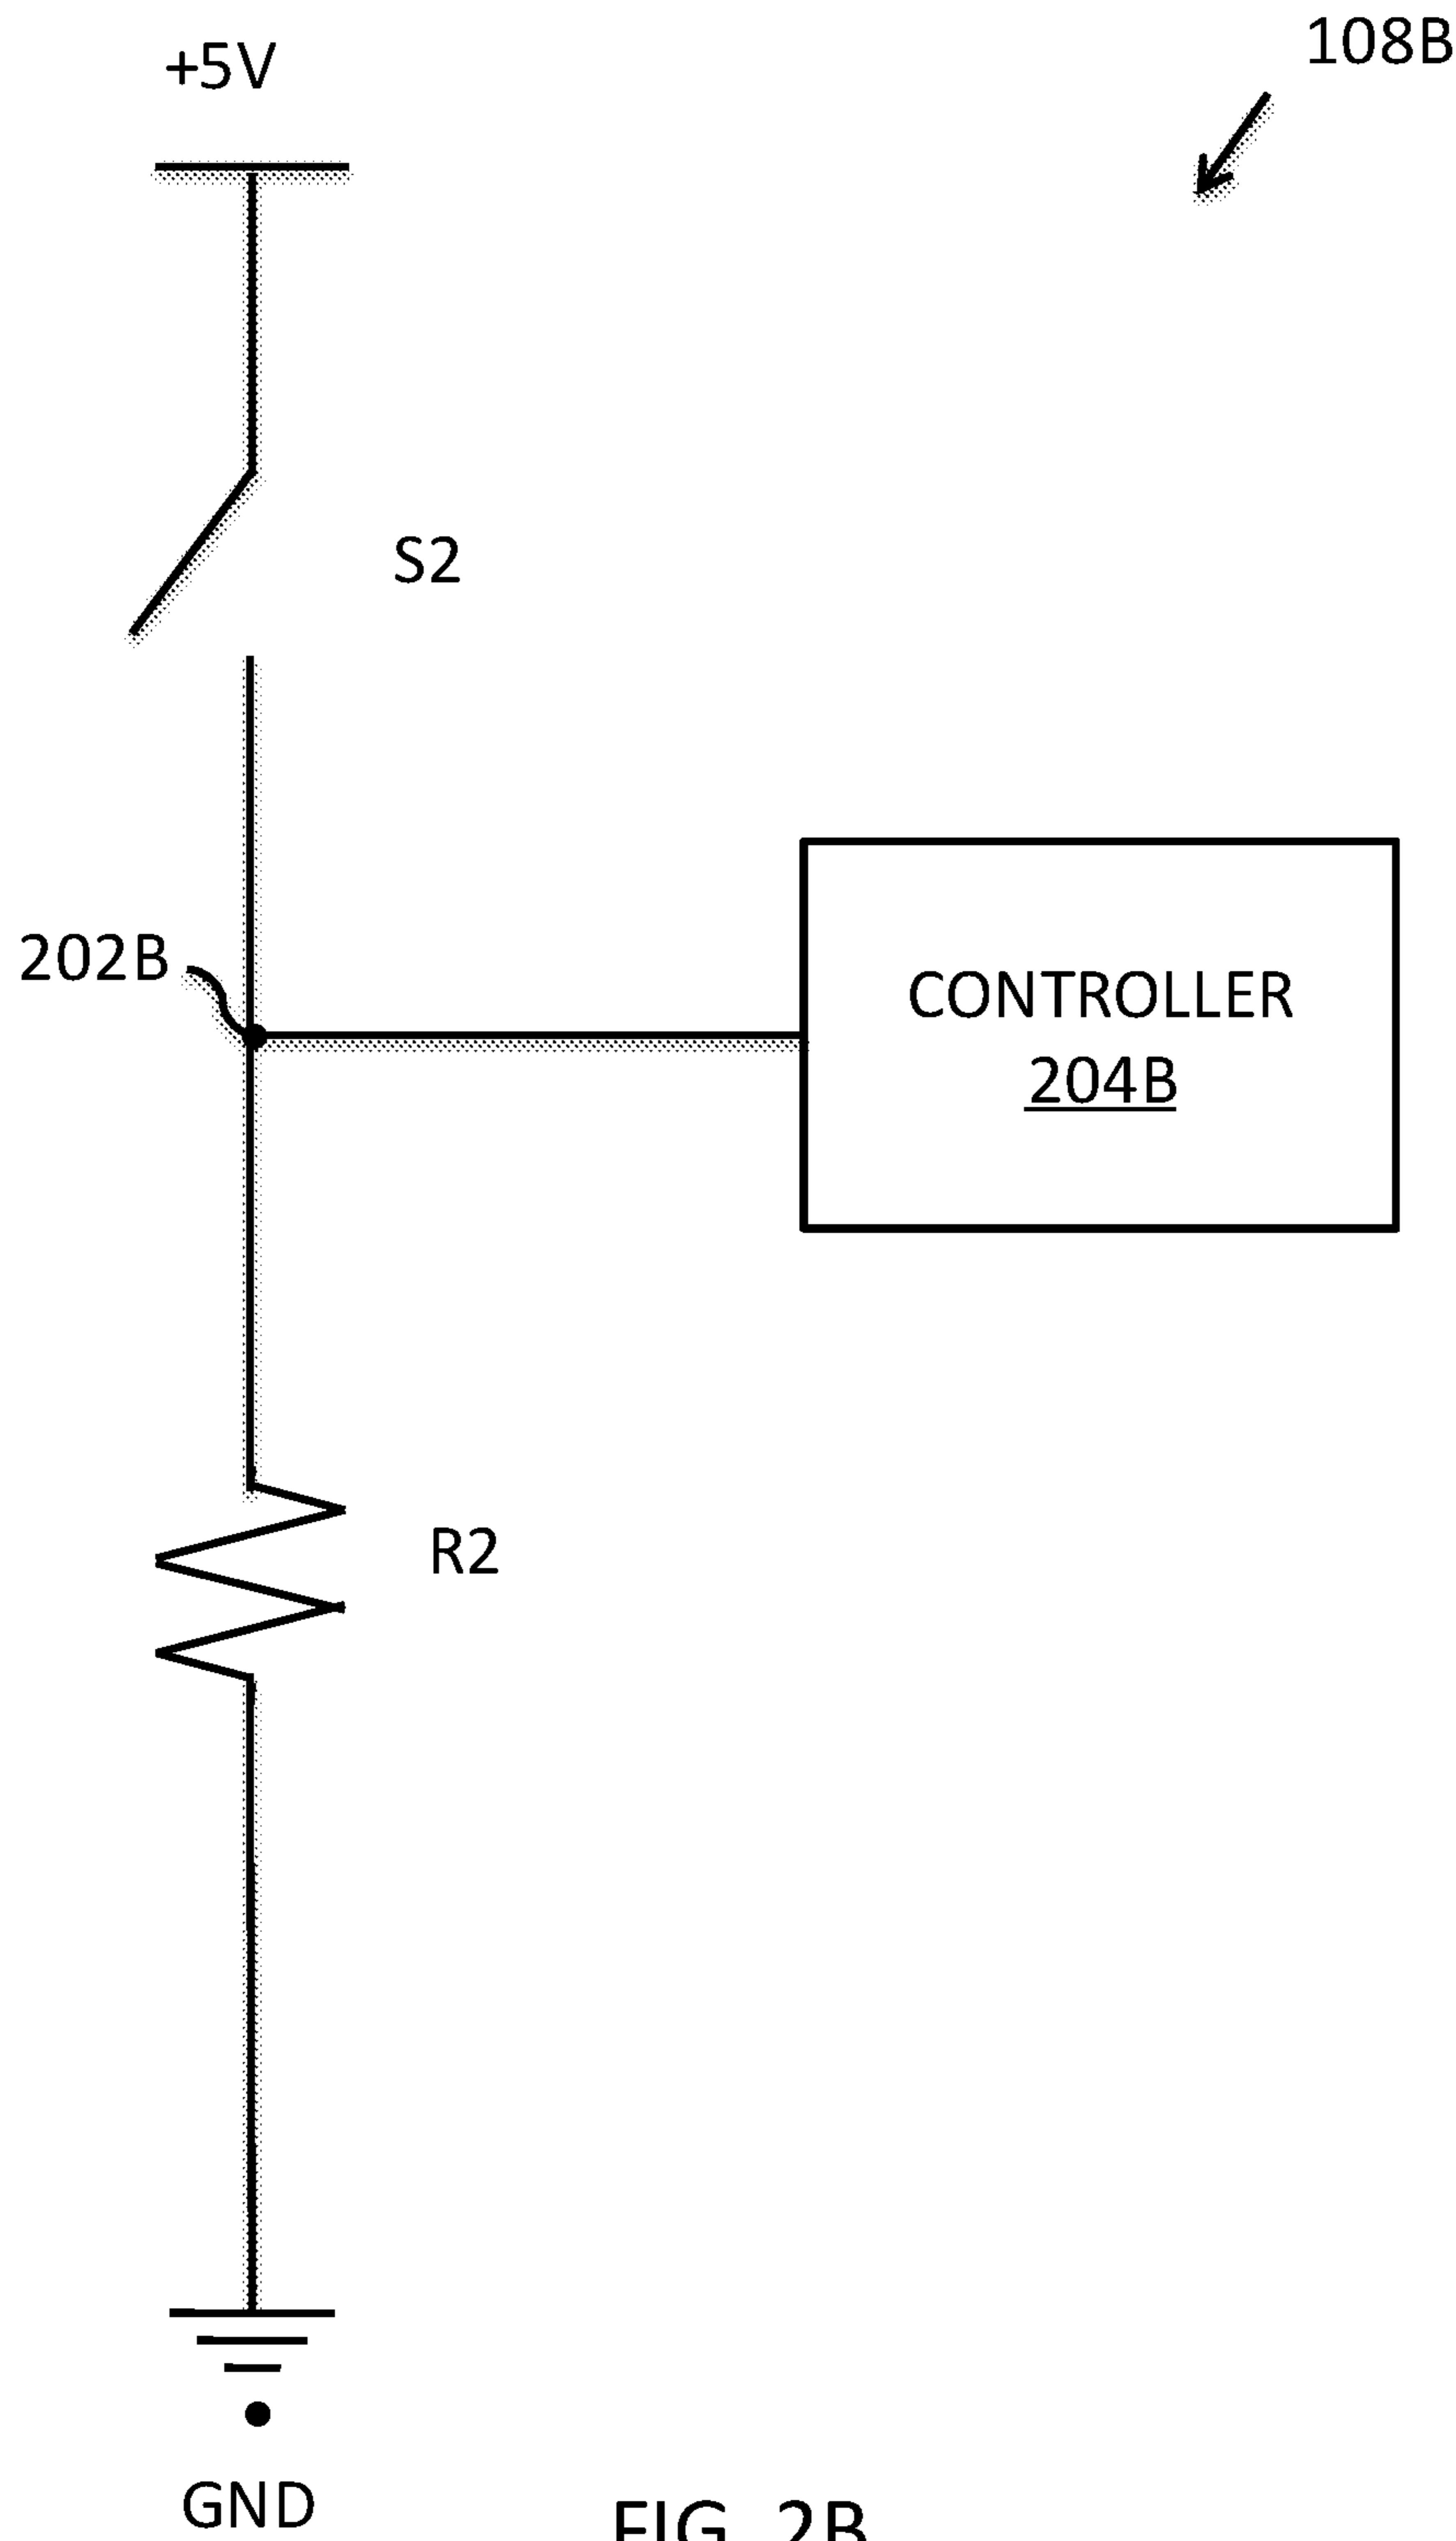 +5V
108B
S2
202B
CONTROLLER
204B
R2
GND
FIG. 2B